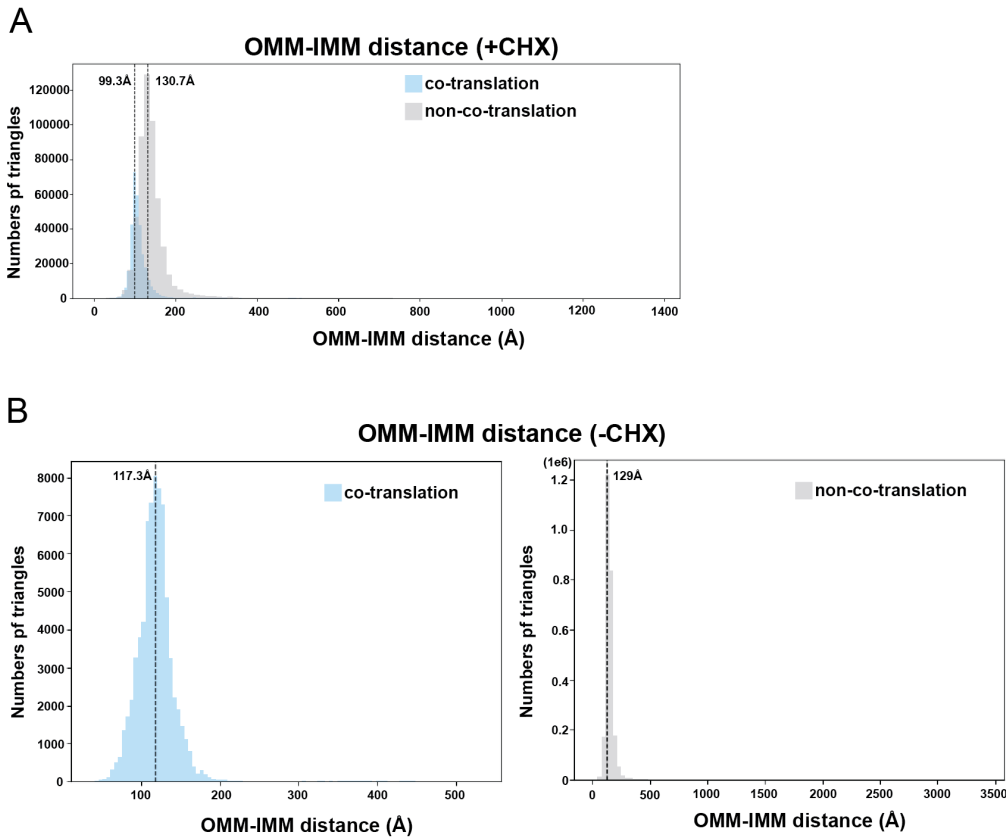 A
OMM-IMM distance (+CHX)
99.3Å
130.7Å
co-translation
non-co-translation
Numbers pf triangles
120000
100000
80000
60000
40000
20000
0
0 200 400 600 800 1000 1200 1400
OMM-IMM distance (Å)
B
OMM-IMM distance (-CHX)
117.3Å
co-translation
Numbers pf triangles
8000
7000
6000
5000
4000
3000
2000
1000
0
100 200 300 400 500
OMM-IMM distance (Å)
(1e6)
129Å
non-co-translation
Numbers pf triangles
1.2
1.0
0.8
0.6
0.4
0.2
0
0 500 1000 1500 2000 2500 3000 3500
OMM-IMM distance (Å)